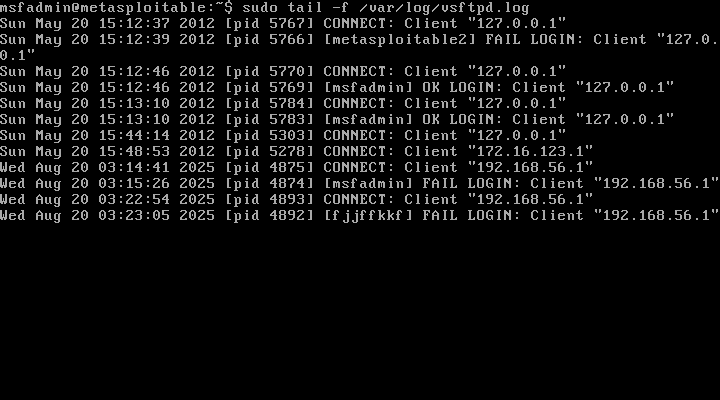 msfadmin@metasploitable:~$ sudo tail -f /var/log/vsftpd.log
Sun May 20 15:12:37 2012 [pid 5767] CONNECT: Client "127.0.0.1"
Sun May 20 15:12:39 2012 [pid 5766] [metasploitable2] FAIL LOGIN: Client "127.0.
0.1"
Sun May 20 15:12:46 2012 [pid 5770] CONNECT: Client "127.0.0.1"
Sun May 20 15:12:46 2012 [pid 5769] [msfadmin] OK LOGIN: Client "127.0.0.1"
Sun May 20 15:13:10 2012 [pid 5784] CONNECT: Client "127.0.0.1"
Sun May 20 15:13:10 2012 [pid 5783] [msfadmin] OK LOGIN: Client "127.0.0.1"
Sun May 20 15:44:14 2012 [pid 5303] CONNECT: Client "127.0.0.1"
Sun May 20 15:48:53 2012 [pid 5278] CONNECT: Client "172.16.123.1"
Wed Aug 20 03:14:41 2025 [pid 4875] CONNECT: Client "192.168.56.1"
Wed Aug 20 03:15:26 2025 [pid 4874] [msfadmin] FAIL LOGIN: Client "192.168.56.1"
Wed Aug 20 03:22:54 2025 [pid 4893] CONNECT: Client "192.168.56.1"
Wed Aug 20 03:23:05 2025 [pid 4892] [fjjffkkf] FAIL LOGIN: Client "192.168.56.1"